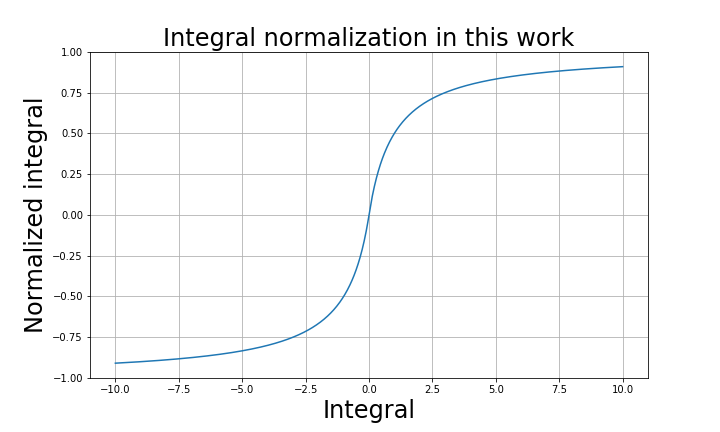 Integral normalization in this work
1.00
0.75
0.50
0.25
0.00
−0.25
−0.50
−0.75
−1.00
Normalized integral
−10.0 −7.5 −5.0 −2.5 0.0 2.5 5.0 7.5 10.0
Integral